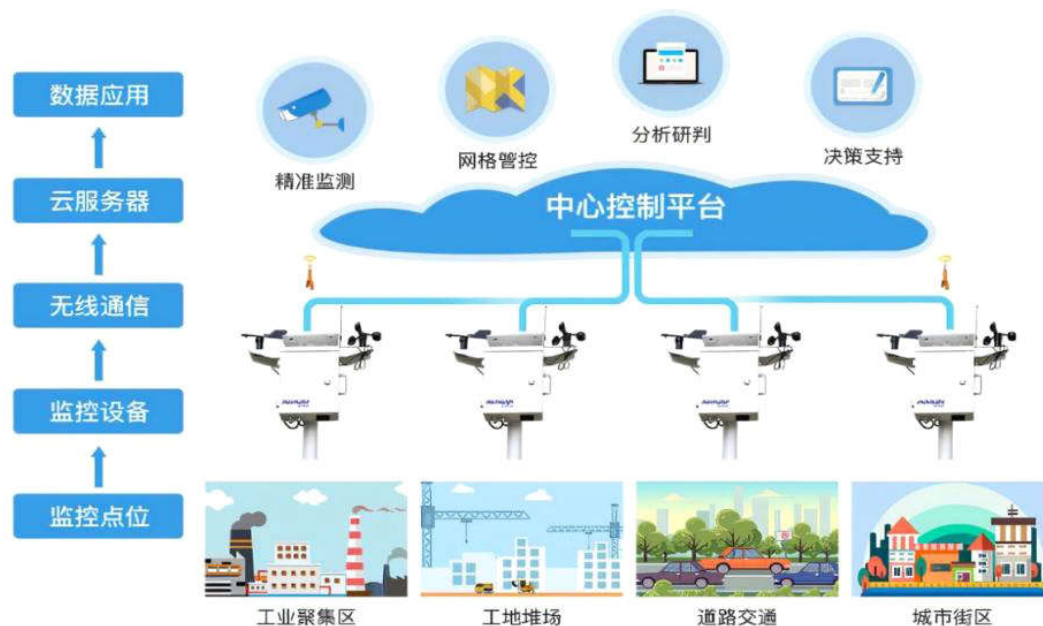 数据应用
云服务器
无线通信
监控设备
监控点位
精准监测
网格管控
分析研判
决策支持
中心控制平台
工业聚集区
工地堆场
道路交通
城市街区